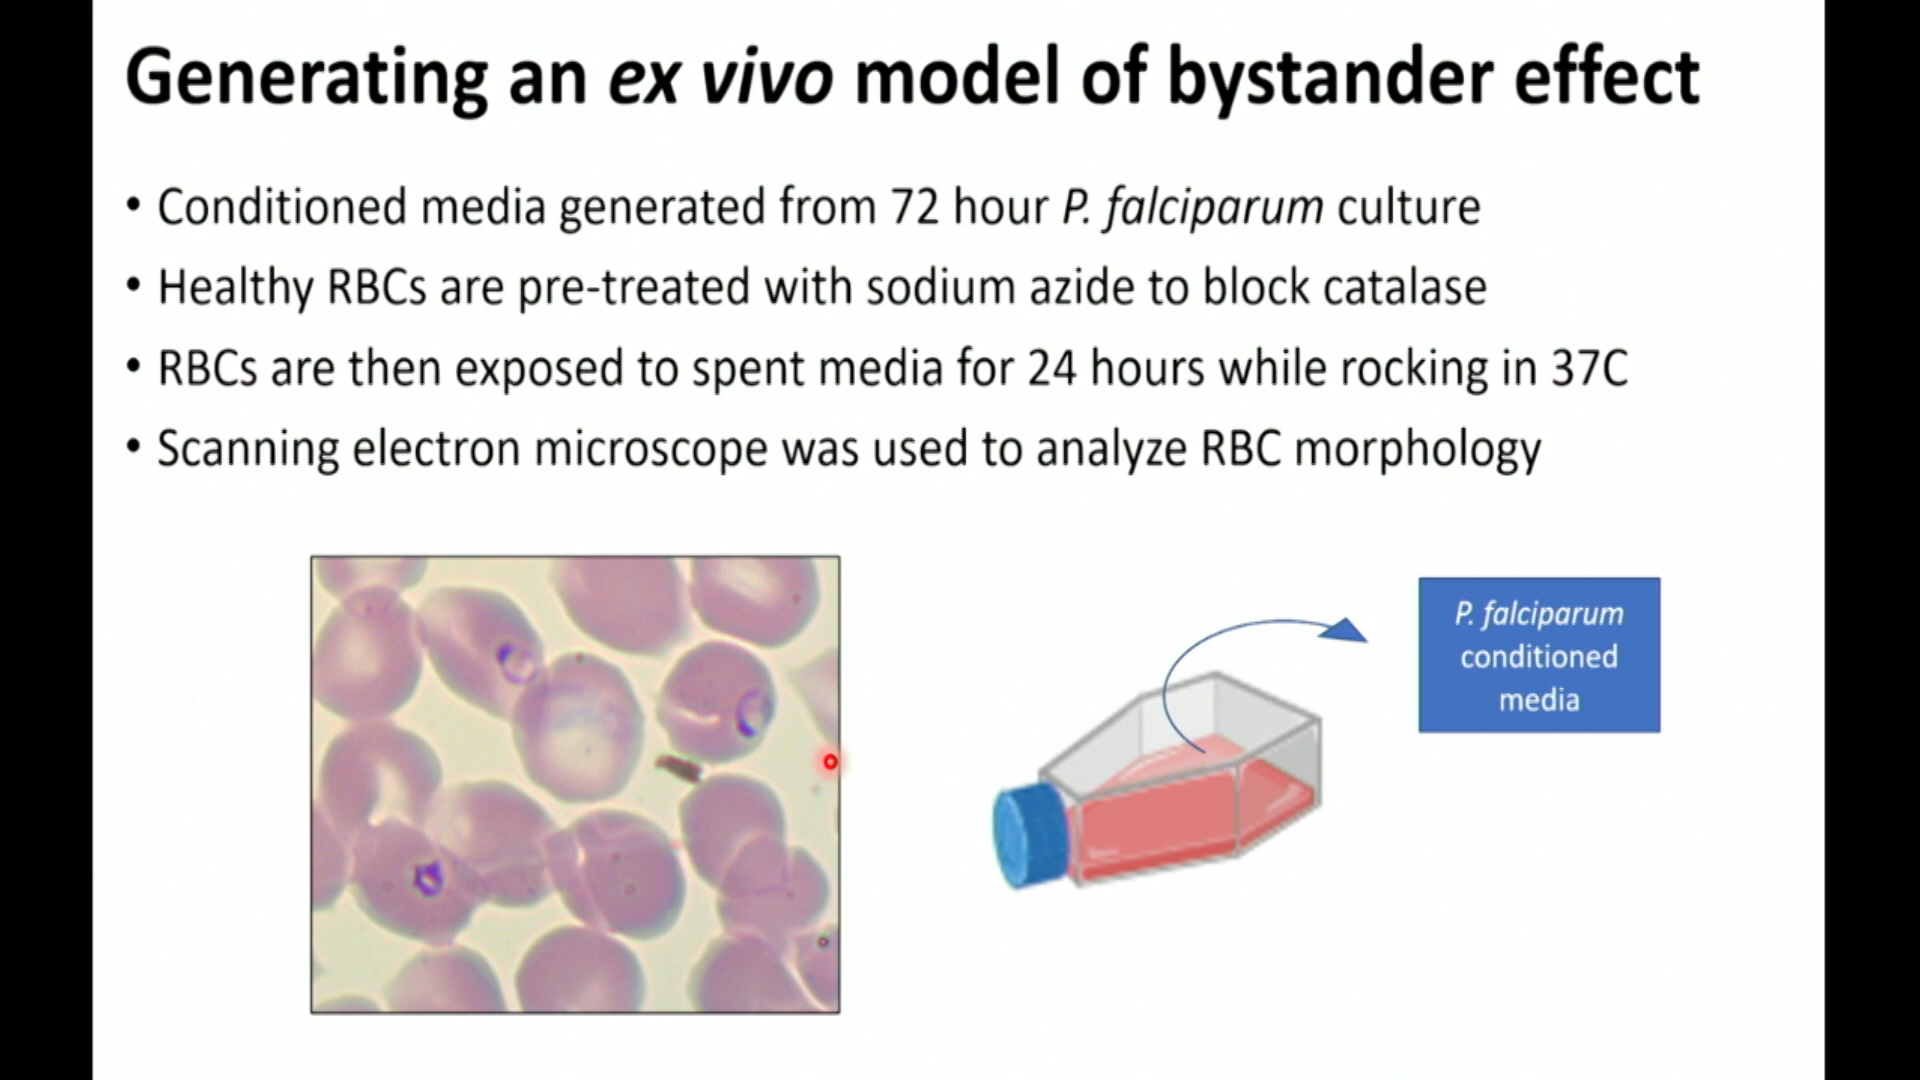 Generating an ex vivo model of bystander effect
• Conditioned media generated from 72 hour P. falciparum culture
• Healthy RBCs are pre-treated with sodium azide to block catalase
• RBCs are then exposed to spent media for 24 hours while rocking in 37C
• Scanning electron microscope was used to analyze RBC morphology
P. falciparum
conditioned
media